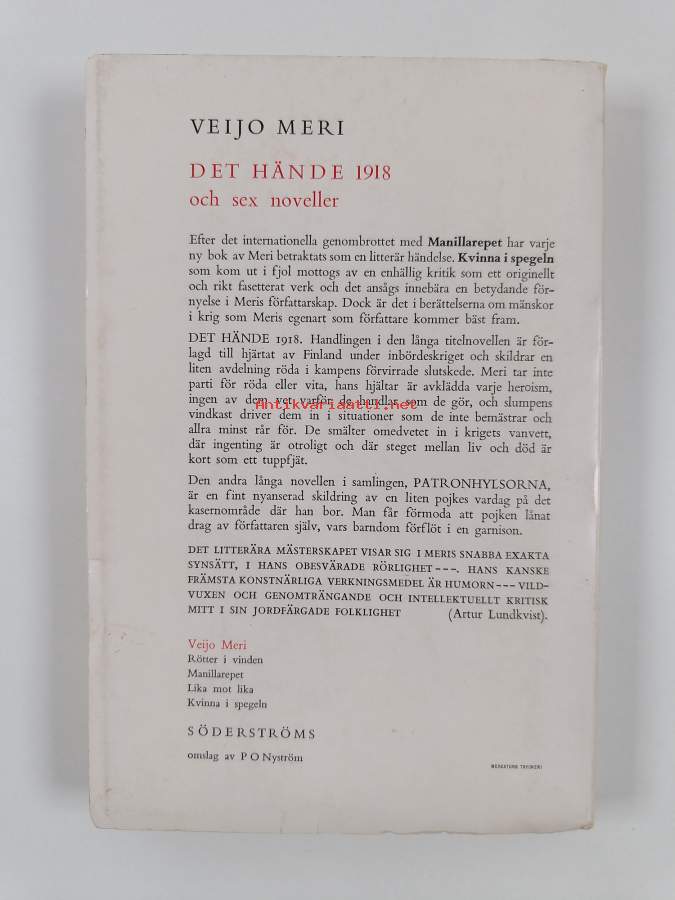 VEIJO MERI
DET HÄNDE 1918
och sex noveller
Efter det internationella genombrottet med Manillarepet har varje
ny bok av Meri betraktats som en litterär händelse. Kvinna i spegeln
som kom ut i fjol mottogs av en enhällig kritik som ett originellt
och rikt fasetterat verk och det ansågs innebära en betydande för-
nyelse i Meris författarskap. Dock är det i berättelserna om mänskor
i krig som Meris egenart som författare kommer bäst fram.
DET HÄNDE 1918. Handlingen i den långa titelnovellen är för-
lagd till hjärtat av Finland under inbördeskriget och skildrar en
liten avdelning röda i kampens förvirrade slutskede. Meri tar inte
parti för röda eller vita, hans hjältar är avklädda varje heroism,
ingen av dem vet varför de handlar som de gör, och slumpens
Antikvariaatti.net
vindkast driver dem in i situationer som de inte bemästrar och
allra minst rår för. De smälter omedvetet in i krigets vanvett,
där ingenting är otroligt och där steget mellan liv och död är
kort som ett tuppfjät.
Den andra långa novellen i samlingen, PATRONHYLSORNA,
är en fint nyanserad skildring av en liten pojkes vardag på det
kasernområde där han bor. Man får förmoda att pojken lånat
drag av författaren själv, vars barndom förflöt i en garnison.
DET LITTERÄRA MÄSTERSKAPET VISAR SIG I MERIS SNABBA EXAKTA
SYNSÄTT, I HANS OBESVÄRADE RÖRLIGHET ---. HANS KANSKE
FRÄMSTA KONSTNÄRLIGA VERKNINGSMEDEL ÄR HUMORN --- VILD-
VUXEN OCH GENOMTRÄNGANDE OCH INTELLEKTUELLT KRITISK
MITT I SIN JORDFÄRGADE FOLKLIGHET (Artur Lundkvist).
Veijo Meri
Rötter i vinden
Manillarepet
Lika mot lika
Kvinna i spegeln
SÖDERSTRÖMS
omslag av P O Nyström